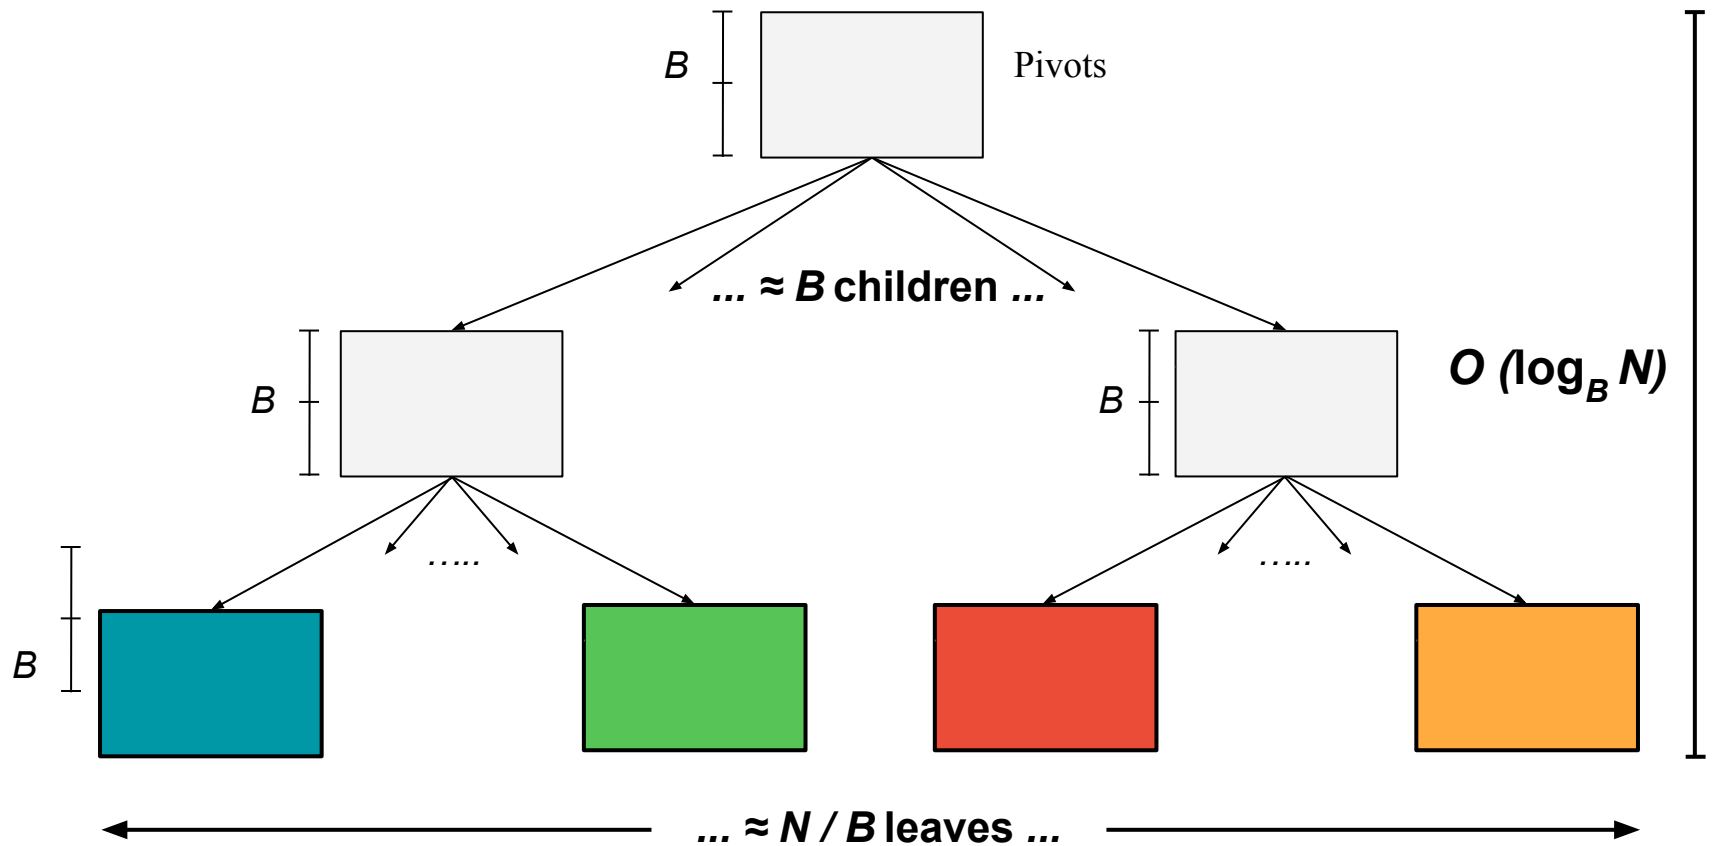 B
Pivots
... ≈ B children ...
B
B
O (log_B N)
.....
.....
B
... ≈ N / B leaves ...